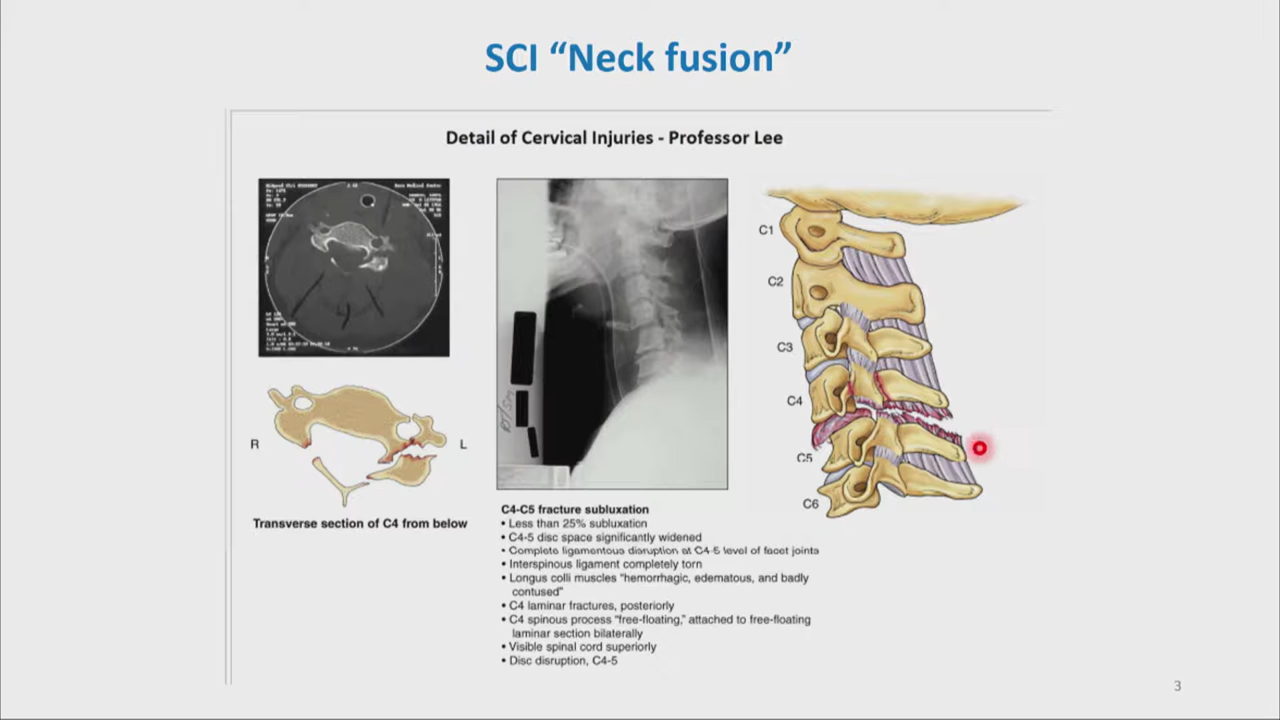 SCI “Neck fusion”
Detail of Cervical Injuries - Professor Lee
C1
C2
C3
C4
C5
C6
R
L
Transverse section of C4 from below
C4-C5 fracture subluxation
• Less than 25% subluxation
• C4-5 disc space significantly widened
• Complete ligamentous disruption at C4-5 level of facet joints
• Interspinous ligament completely torn
• Longus colli muscles “hemorrhagic, edematous, and badly
contused”
• C4 laminar fractures, posteriorly
• C4 spinous process “free-floating,” attached to free-floating
laminar section bilaterally
• Visible spinal cord superiorly
• Disc disruption, C4-5
3